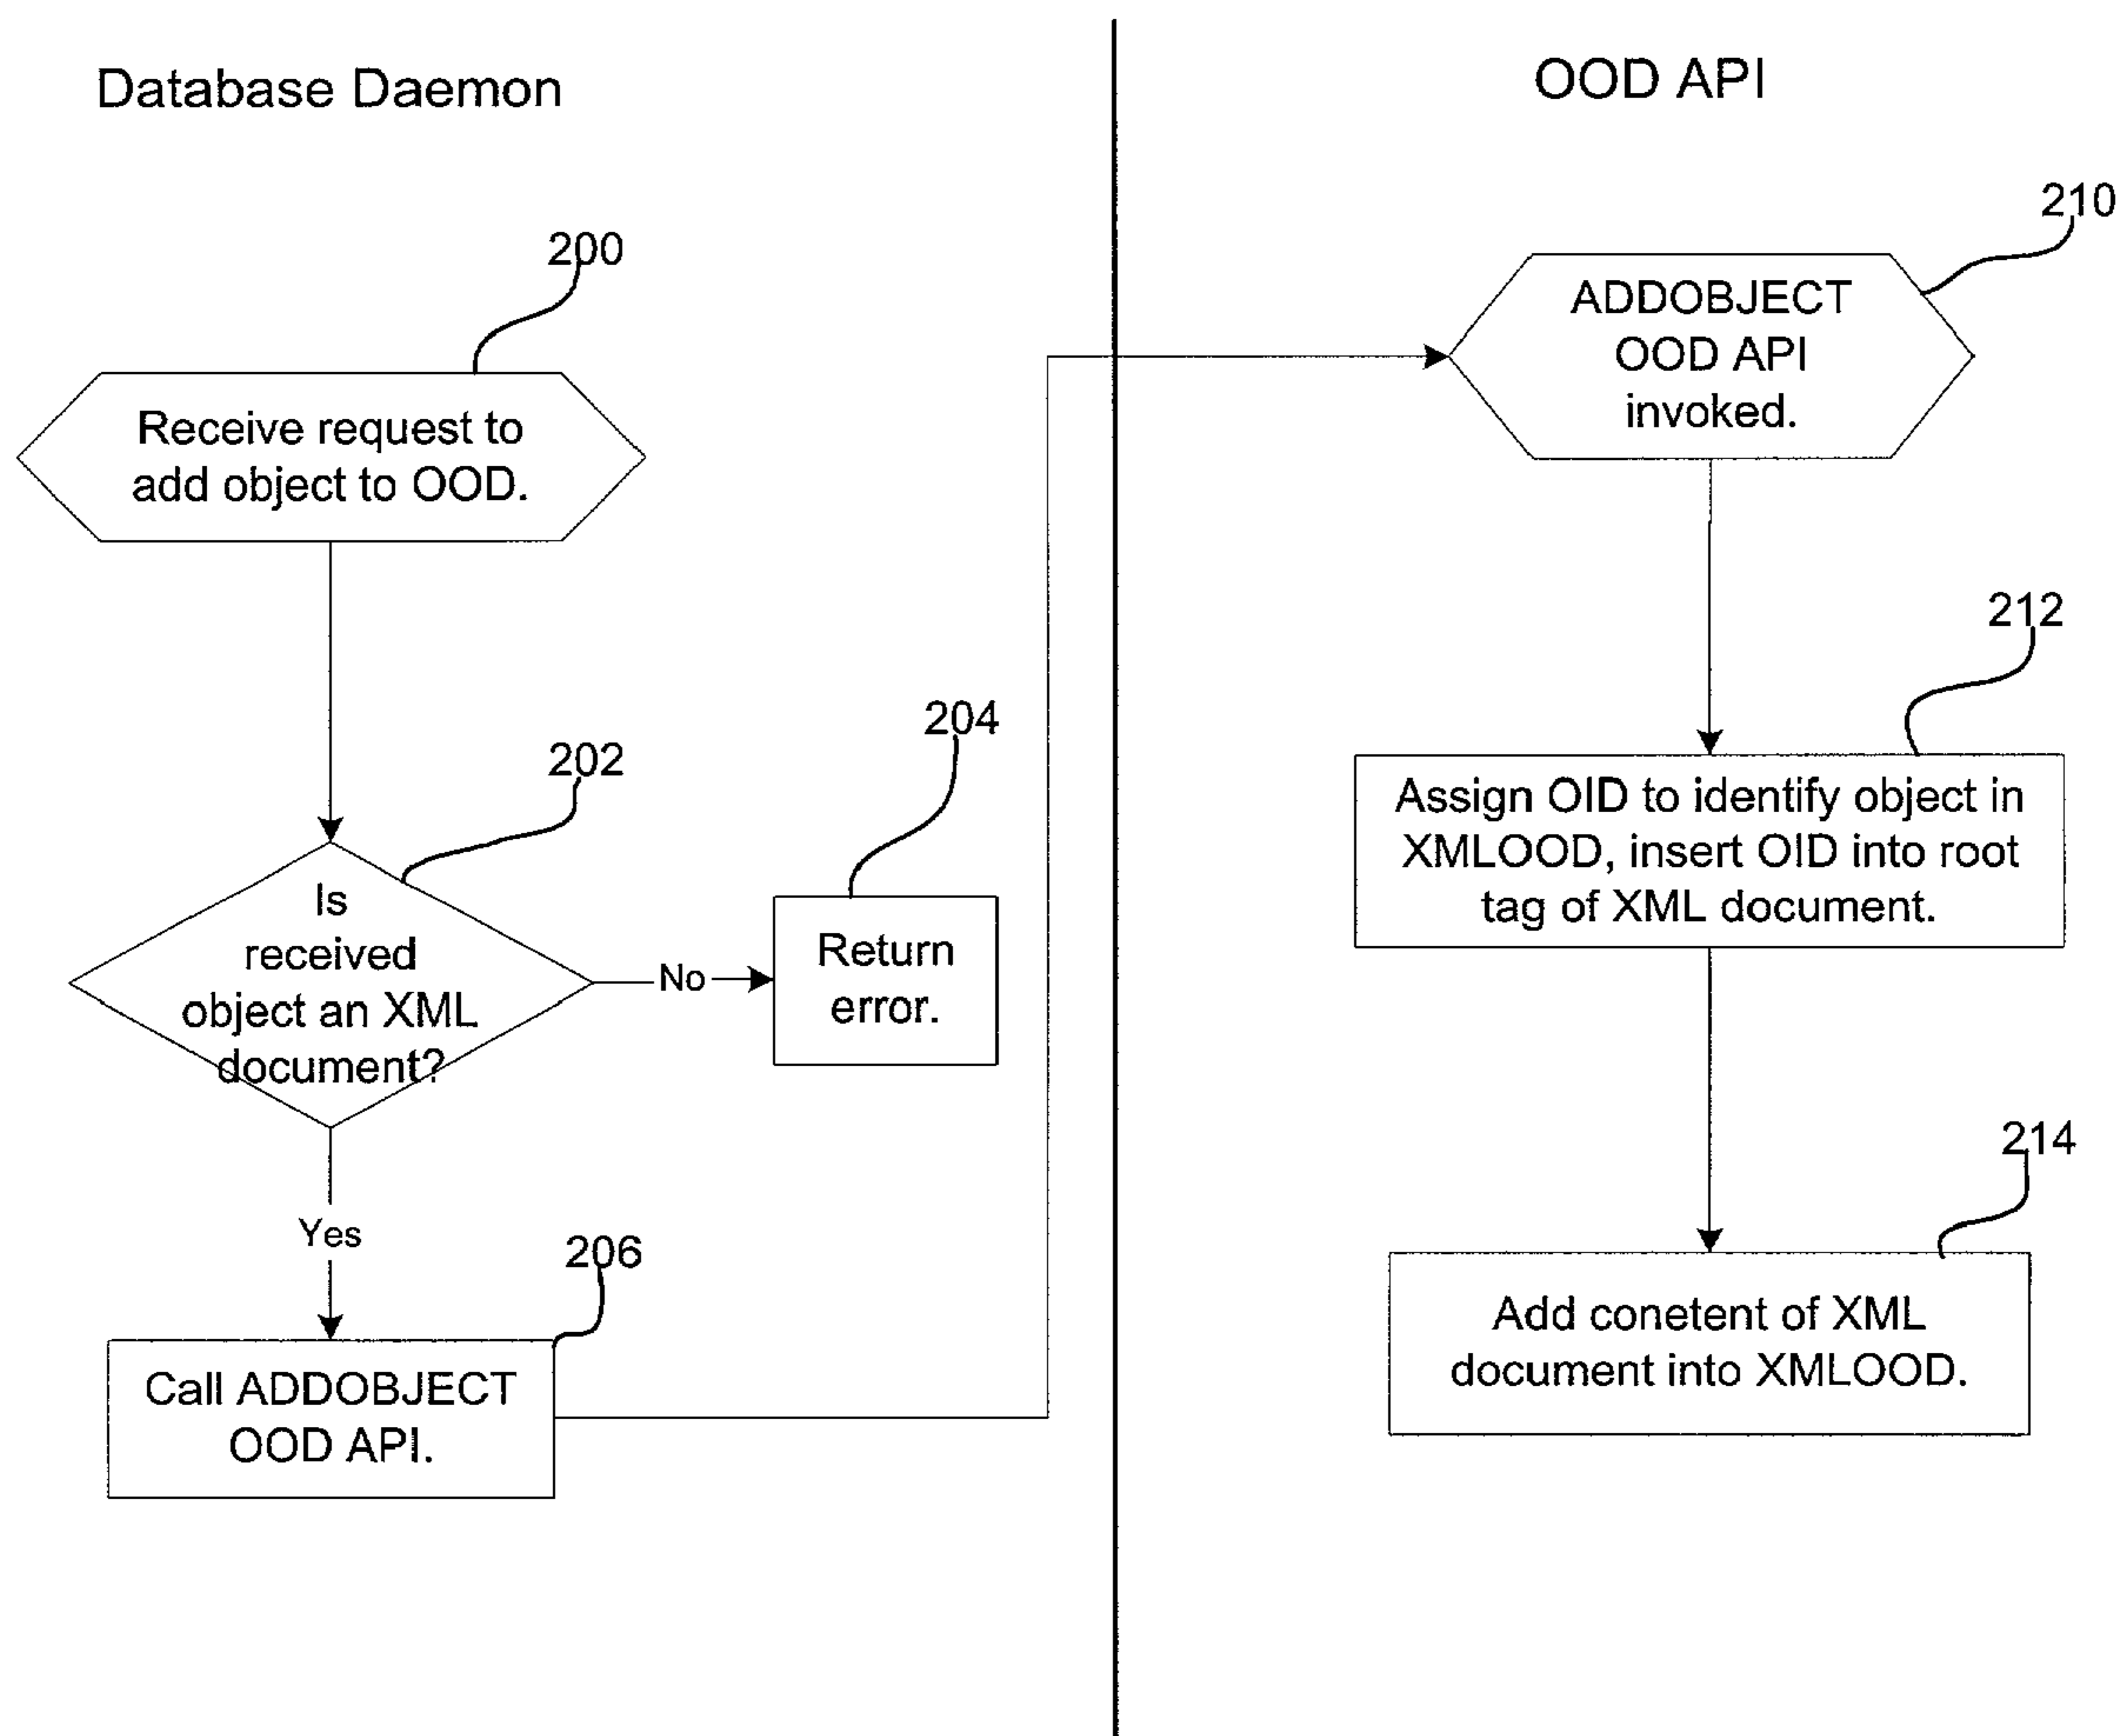 Database Daemon
200
Receive request to
add object to OOD.
202
Is
received
object an XML
document?
No
204
Return
error.
Yes
206
Call ADDOBJECT
OOD API.
OOD API
210
ADDOBJECT
OOD API
invoked.
212
Assign OID to identify object in
XMLOOD, insert OID into root
tag of XML document.
214
Add conetent of XML
document into XMLOOD.